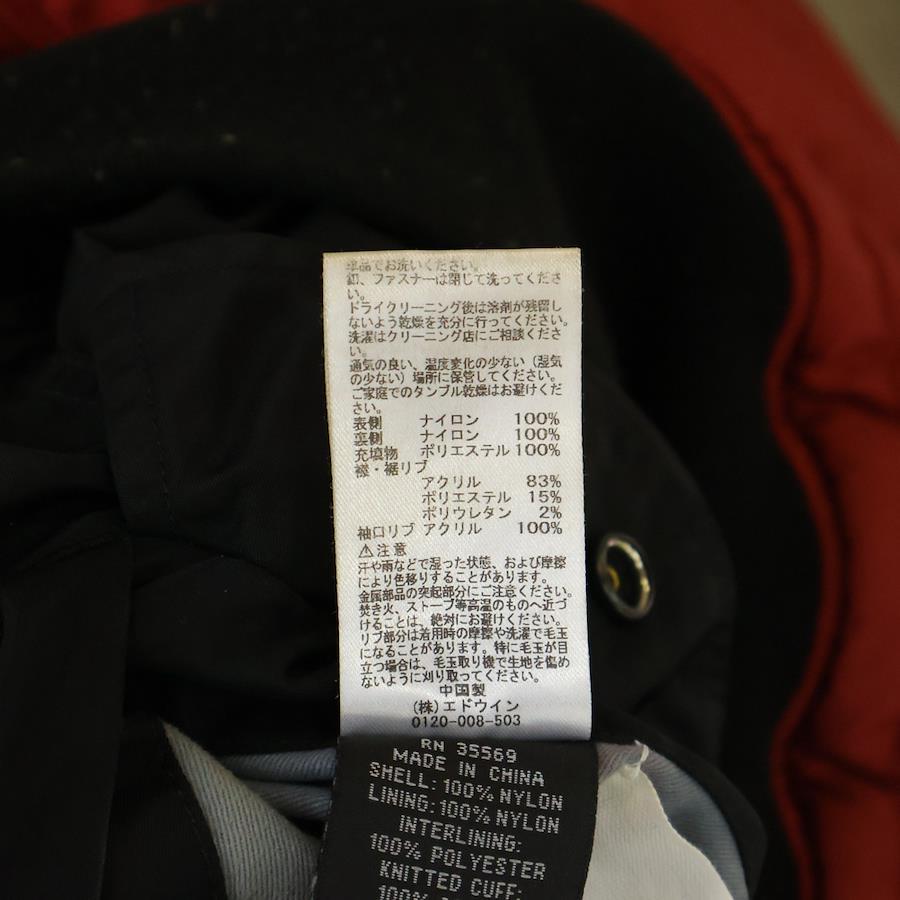 単品でお洗いください。
釦、ファスナーは閉じて洗ってくださ
い。
ドライクリーニング後は溶剤が残留し
ないよう乾燥を充分に行ってください。
洗濯はクリーニング店にご相談くださ
い。
通気の良い、温度変化の少ない（湿気
の少ない）場所に保管してください。
ご家庭でのタンブル乾燥はお避けくだ
さい。
表側 ナイロン 100%
裏側 ナイロン 100%
充填物 ポリエステル 100%
襟・裾リブ
アクリル 83%
ポリエステル 15%
ポリウレタン 2%
袖口リブ アクリル 100%
⚠注意
汗や雨などで湿った状態、および摩擦
により色移りすることがあります。
金属部品の突起部分にご注意ください。
焚き火、ストーブ等高温のものへ近づ
けることは、絶対にお避けください。
リブ部分は着用時の摩擦や洗濯で毛玉
になることがあります。特に毛玉が目
立つ場合は、毛玉取り機で生地を傷め
ないように刈り取ってください。
中国製
(株)エドウイン
0120-008-503
RN 35569
MADE IN CHINA
SHELL: 100% NYLON
LINING: 100% NYLON
INTERLINING:
100% POLYESTER
KNITTED CUFF:
100%